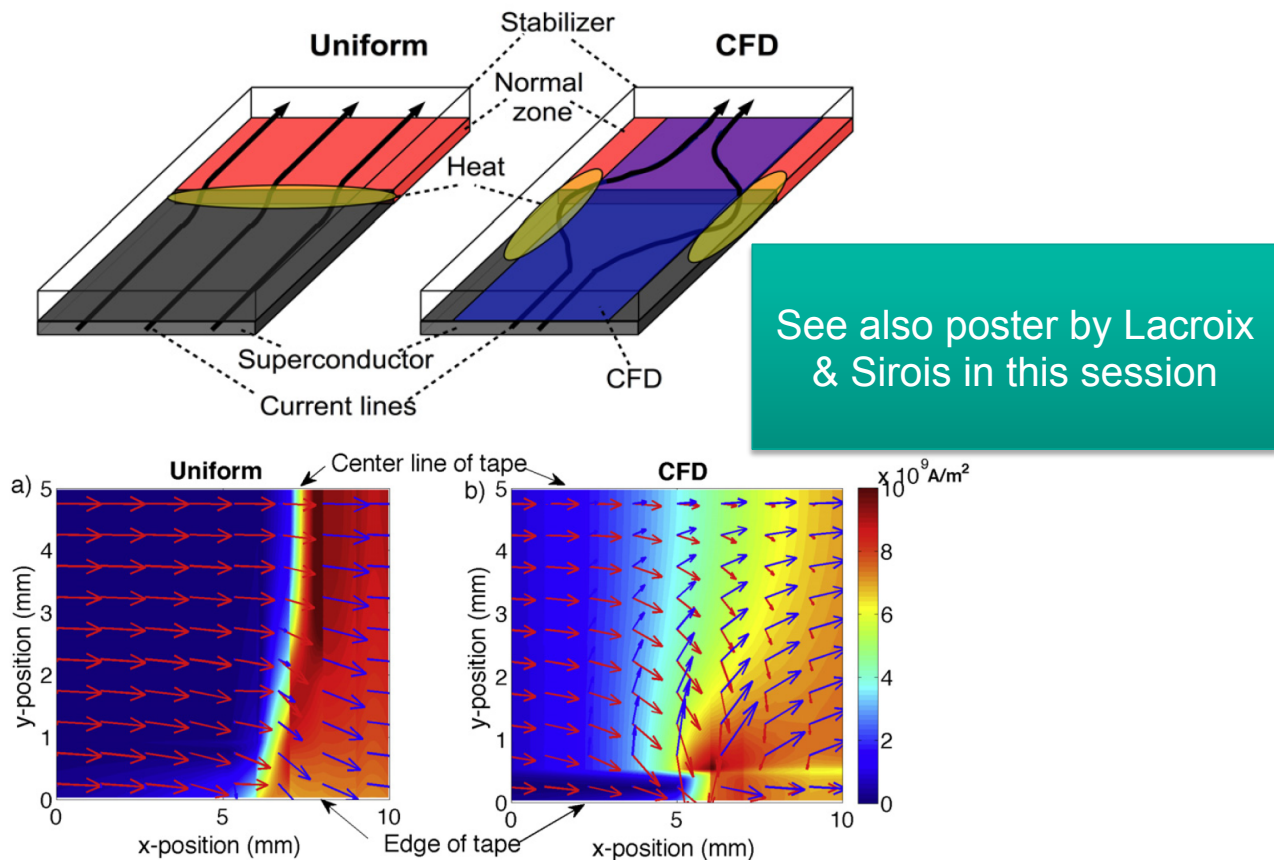 Stabilizer
Uniform
CFD
Normal
zone
Heat
Superconductor
CFD
Current lines
See also poster by Lacroix
& Sirois in this session
Uniform
Center line of tape
CFD
x 10⁹ A/m²
a)
b)
5
4
3
2
1
0
y-position (mm)
0
5
10
x-position (mm)
Edge of tape
5
4
3
2
1
0
y-position (mm)
0
5
10
x-position (mm)
10
8
6
4
2
0